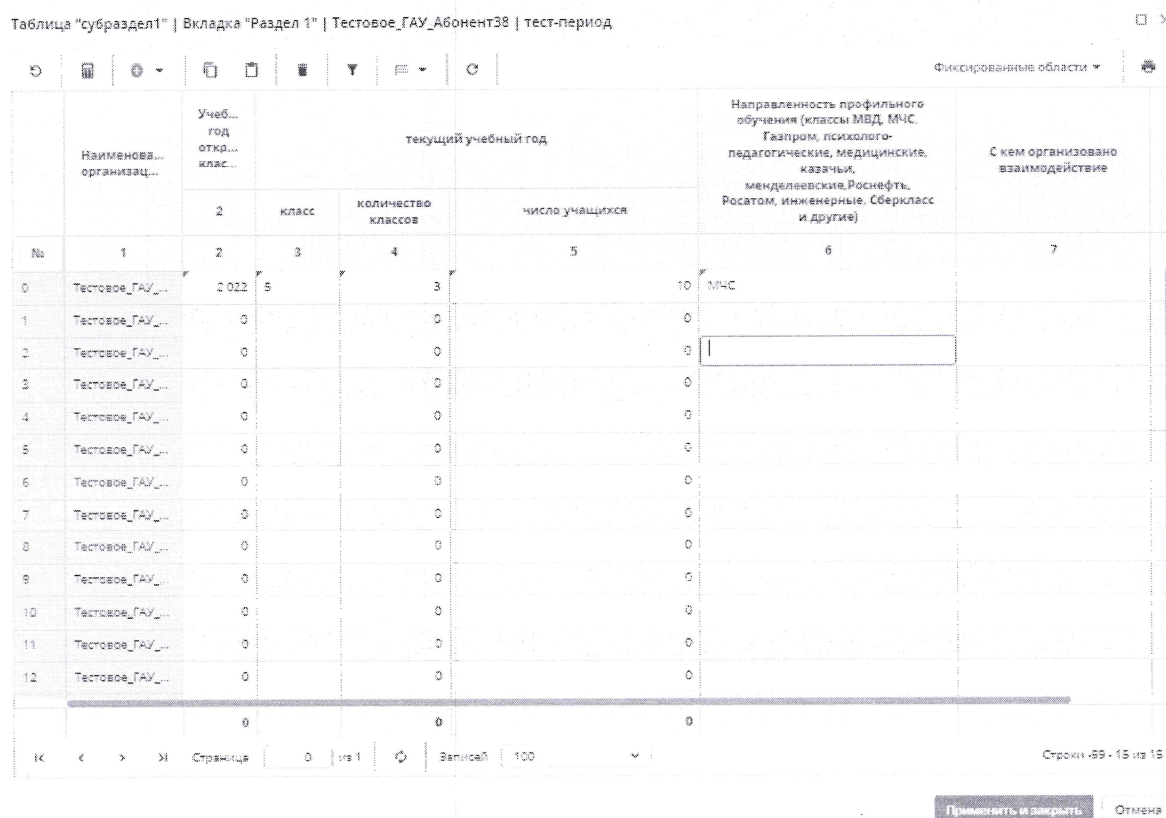 Таблица "субраздел1" | Вкладка "Раздел 1" | Тестовое_ГАУ_Абонент38 | тест-период
Фиксированные области
Наименова...
организац...
Учеб...
год
откр...
клас...
текущий учебный год
Направленность профильного
обучения (классы МВД, МЧС,
Газпром, психолого-
педагогические, медицинские,
казачьи,
менделеевские, Роснефть,
Росатом, инженерные, Сберкласс
и другие)
С кем организовано
взаимодействие
2 класс количество
классов число учащихся
№ 1 2 3 4 5 6 7
0 Тестовое_ГАУ_... 2 022 5 3 10 МЧС
1 Тестовое_ГАУ_... 0 0 0
2 Тестовое_ГАУ_... 0 0 0
3 Тестовое_ГАУ_... 0 0 0
4 Тестовое_ГАУ_... 0 0 0
5 Тестовое_ГАУ_... 0 0 0
6 Тестовое_ГАУ_... 0 0 0
7 Тестовое_ГАУ_... 0 0 0
8 Тестовое_ГАУ_... 0 0 0
9 Тестовое_ГАУ_... 0 0 0
10 Тестовое_ГАУ_... 0 0 0
11 Тестовое_ГАУ_... 0 0 0
12 Тестовое_ГАУ_... 0 0 0
0 0 0
Страница 0 из 1 Записей 100 Строки -99 - 15 из 15
Применить и закрыть Отмена